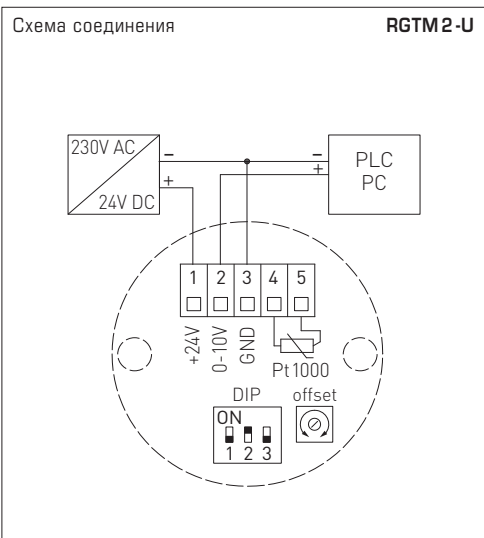 Схема соединения RGTM 2-U
230V AC
24V DC
–
+
–
+
PLC
PC
1 2 3 4 5
+24V
0-10V
GND
Pt1000
DIP
offset
ON
1 2 3